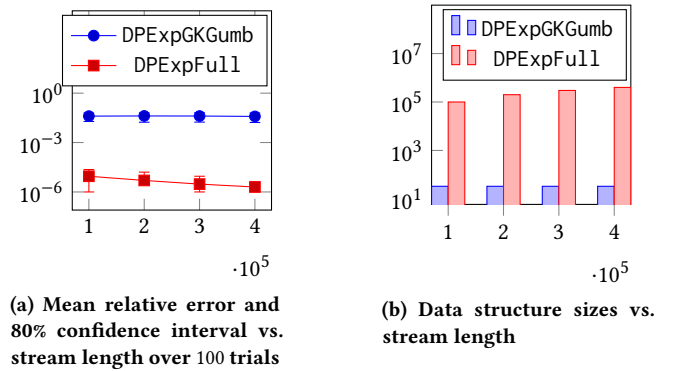 DPExpGKGumb
DPExpFull
10^0
10^−3
10^−6
1 2 3 4
·10^5
(a) Mean relative error and
80% confidence interval vs.
stream length over 100 trials
DPExpGKGumb
DPExpFull
10^7
10^5
10^3
10^1
1 2 3 4
·10^5
(b) Data structure sizes vs.
stream length